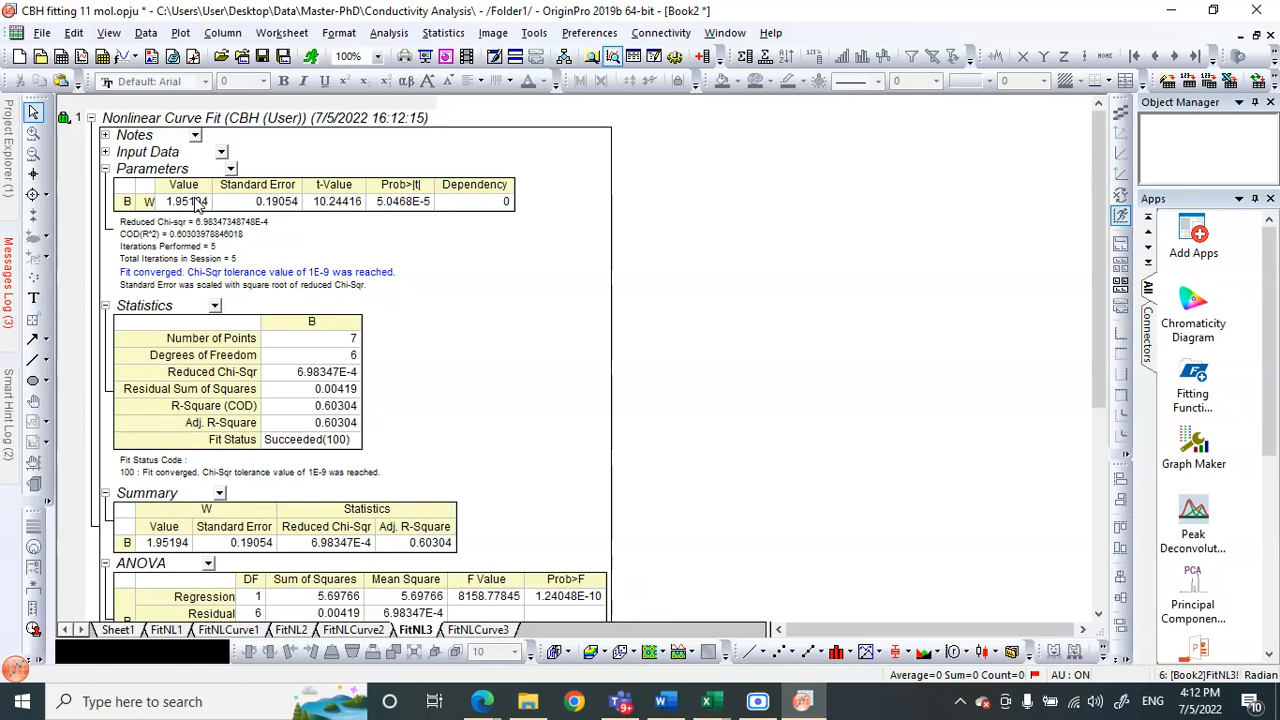 CBH fitting 11 mol.opju * - C:\Users\User\Desktop\Data\Master-PhD\Conductivity Analysis\ - /Folder1/ - OriginPro 2019b 64-bit - [Book2 *]
File Edit View Data Plot Column Worksheet Format Analysis Statistics Image Tools Preferences Connectivity Window Help
100%
Default: Arial 0 0 0
Project Explorer (1)
Messages Log (3)
Smart Hint Log (2)
1 Nonlinear Curve Fit (CBH (User)) (7/5/2022 16:12:15)
Notes
Input Data
Parameters
Value Standard Error t-Value Prob>|t| Dependency
B W 1.95194 0.19054 10.24416 5.0468E-5 0
Reduced Chi-sqr = 6.98347348748E-4
COD(R^2) = 0.60303978846018
Iterations Performed = 5
Total Iterations in Session = 5
Fit converged. Chi-Sqr tolerance value of 1E-9 was reached.
Standard Error was scaled with square root of reduced Chi-Sqr.
Statistics
B
Number of Points 7
Degrees of Freedom 6
Reduced Chi-Sqr 6.98347E-4
Residual Sum of Squares 0.00419
R-Square (COD) 0.60304
Adj. R-Square 0.60304
Fit Status Succeeded(100)
Fit Status Code :
100 : Fit converged. Chi-Sqr tolerance value of 1E-9 was reached.
Summary
W Statistics
Value Standard Error Reduced Chi-Sqr Adj. R-Square
B 1.95194 0.19054 6.98347E-4 0.60304
ANOVA
DF Sum of Squares Mean Square F Value Prob>F
Regression 1 5.69766 5.69766 8158.77845 1.24048E-10
Residual 6 0.00419 6.98347E-4
Sheet1 FitNL1 FitNLCurve1 FitNL2 FitNLCurve2 FitNL3 FitNLCurve3
Object Manager
Apps
All
Connectors
Add Apps
Chromaticity
Diagram
Fitting
Functi...
Graph Maker
Peak
Deconvolut...
PCA
Principal
Componen...
10
Average=0 Sum=0 Count=0 AU : ON 6: [Book2]FitNL3! Radian
Type here to search
9+
4:12 PM
7/5/2022
10